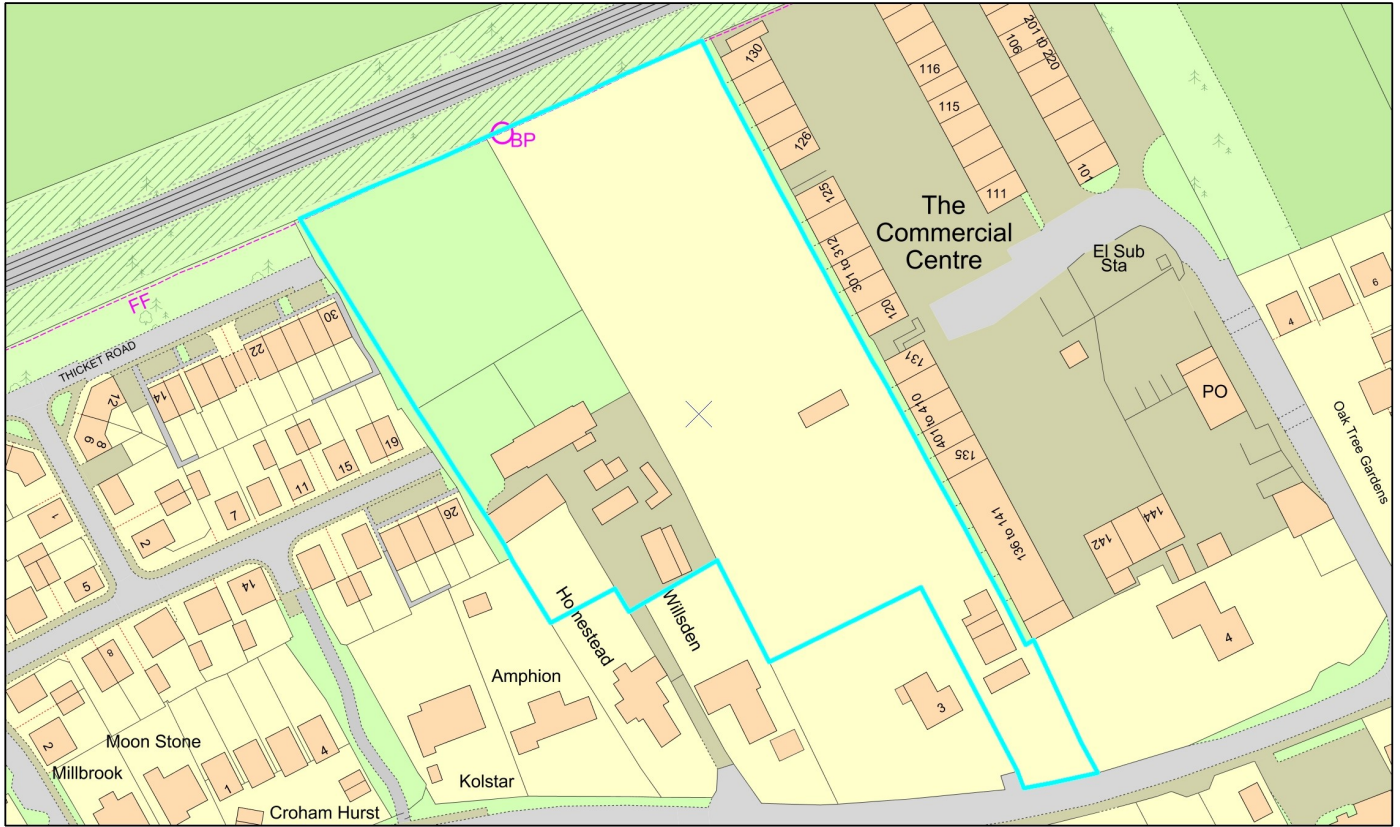 130
126
125
301 to 312
120
131
401 to 410
135
136 to 141
116
115
111
201 to 220
106
101
The
Commercial
Centre
El Sub
Sta
PO
144
142
4
6
4
Oak Tree Gardens
BP
FF
THICKET ROAD
30
22
14
12
8
6
19
15
11
7
2
1
5
26
14
8
2
Homestead
Willsden
Amphion
Kolstar
3
Moon Stone
Millbrook
1
4
Croham Hurst